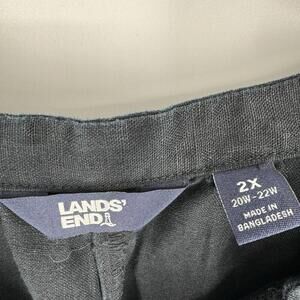 LANDS'
END
2X
20W - 22W
MADE IN
BANGLADESH